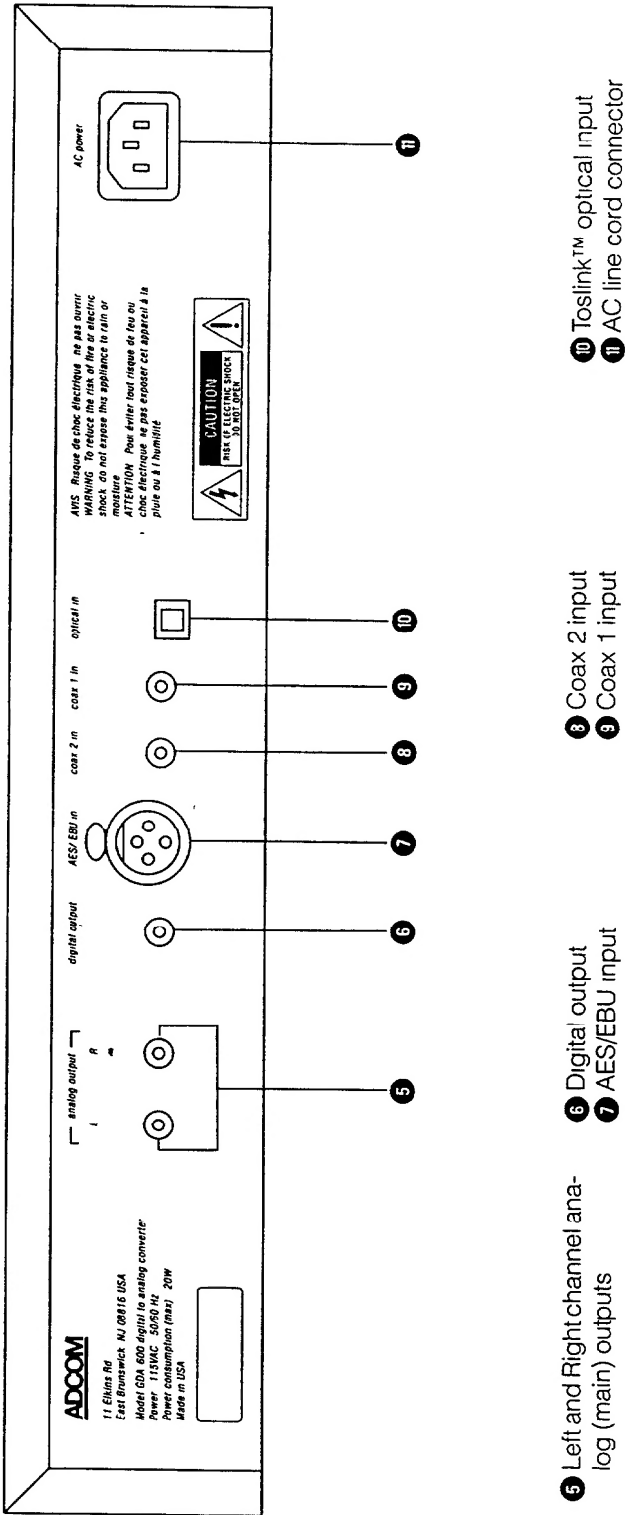 ADCOM
11 Elkins Rd
East Brunswick NJ 08816 USA
Model GDA 600 digital to analog converter
Power 115VAC 50/60 Hz
Power consumption (max) 20W
Made in USA
analog output
L R
digital output
AES/EBU in
coax 2 in
coax 1 in
optical in
AVIS Risque de choc électrique ne pas ouvrir
WARNING To reduce the risk of fire or electric
shock do not expose this appliance to rain or
moisture
ATTENTION Pour éviter tout risque de feu ou
choc électrique ne pas exposer cet appareil à la
pluie ou à l humidité
CAUTION
RISK OF ELECTRIC SHOCK
DO NOT OPEN
AC power
5
6
7
8
9
10
11
5 Left and Right channel ana-
log (main) outputs
6 Digital output
7 AES/EBU input
8 Coax 2 input
9 Coax 1 input
10 Toslink™ optical input
11 AC line cord connector